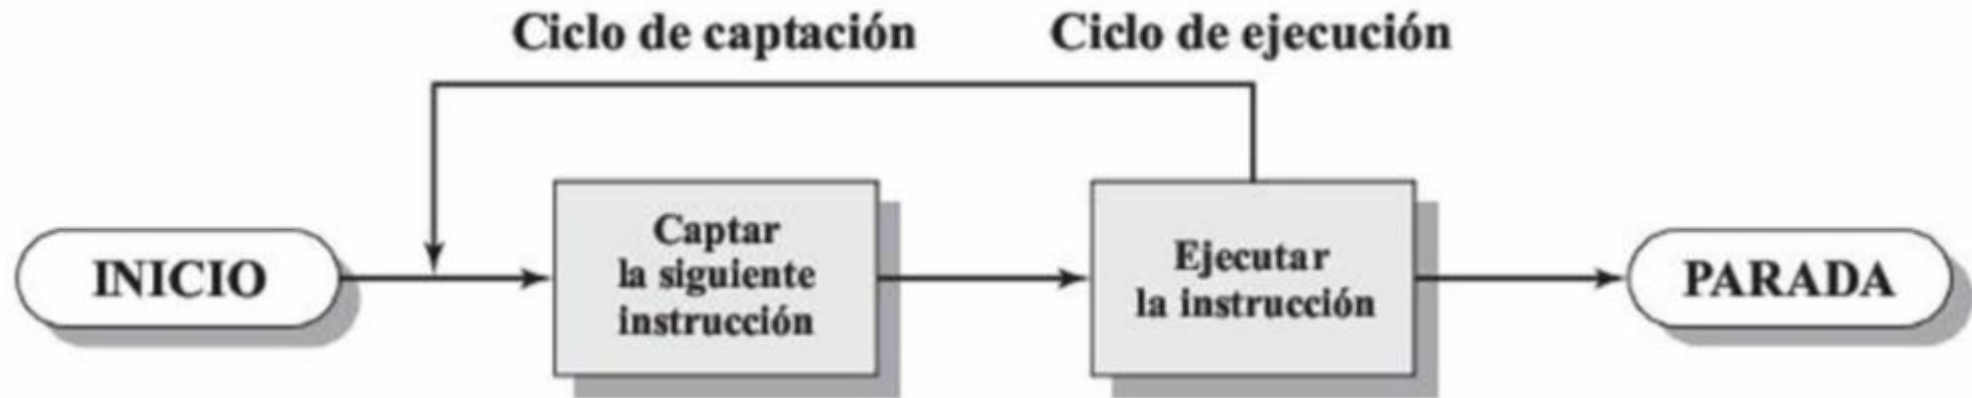 Ciclo de captación
Ciclo de ejecución
INICIO
Captar
la siguiente
instrucción
Ejecutar
la instrucción
PARADA